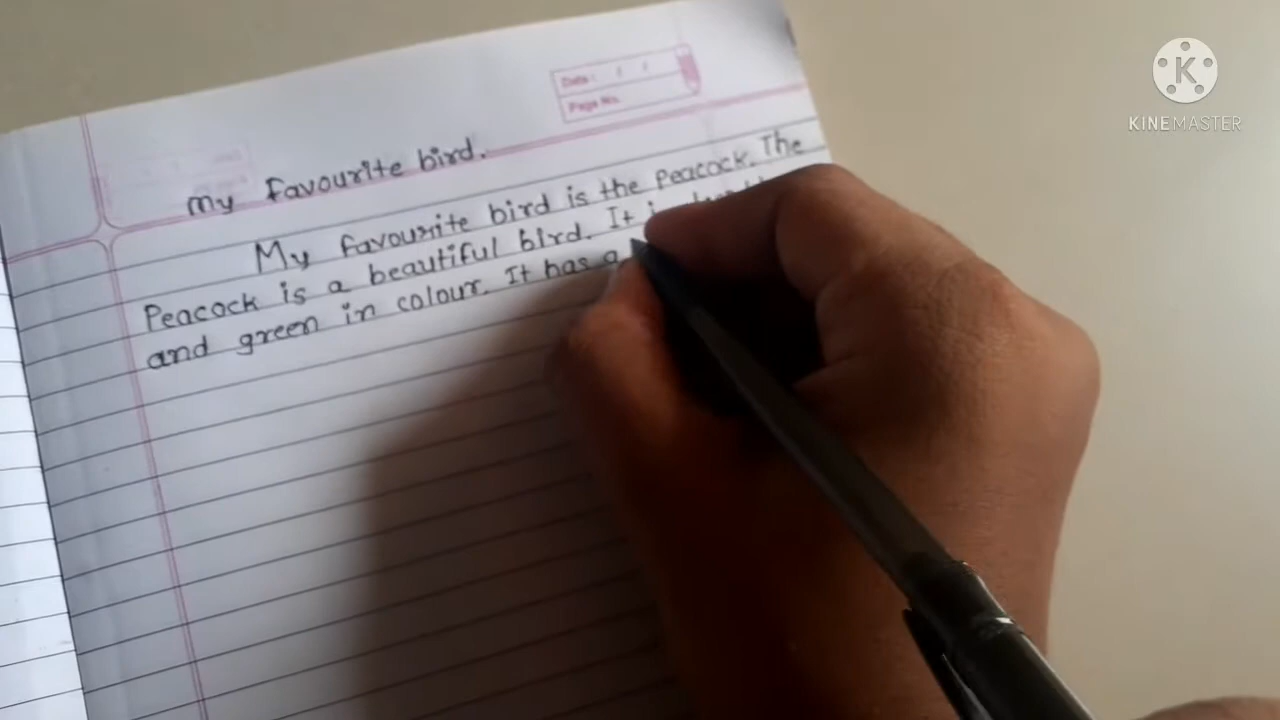 Date : / /
Page No.
K
KINEMASTER
My favourite bird.
My favourite bird is the Peacock. The
Peacock is a beautiful bird. It
and green in colour. It has a